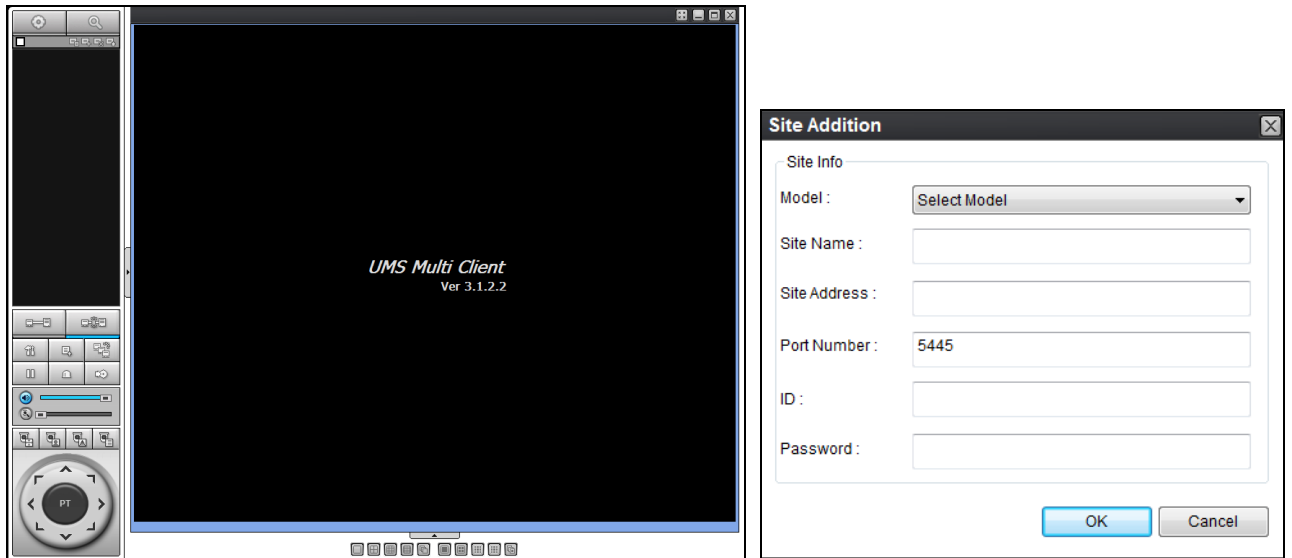 UMS Multi Client
Ver 3.1.2.2
PT
Site Addition
Site Info
Model :
Select Model
Site Name :
Site Address :
Port Number :
5445
ID :
Password :
OK
Cancel